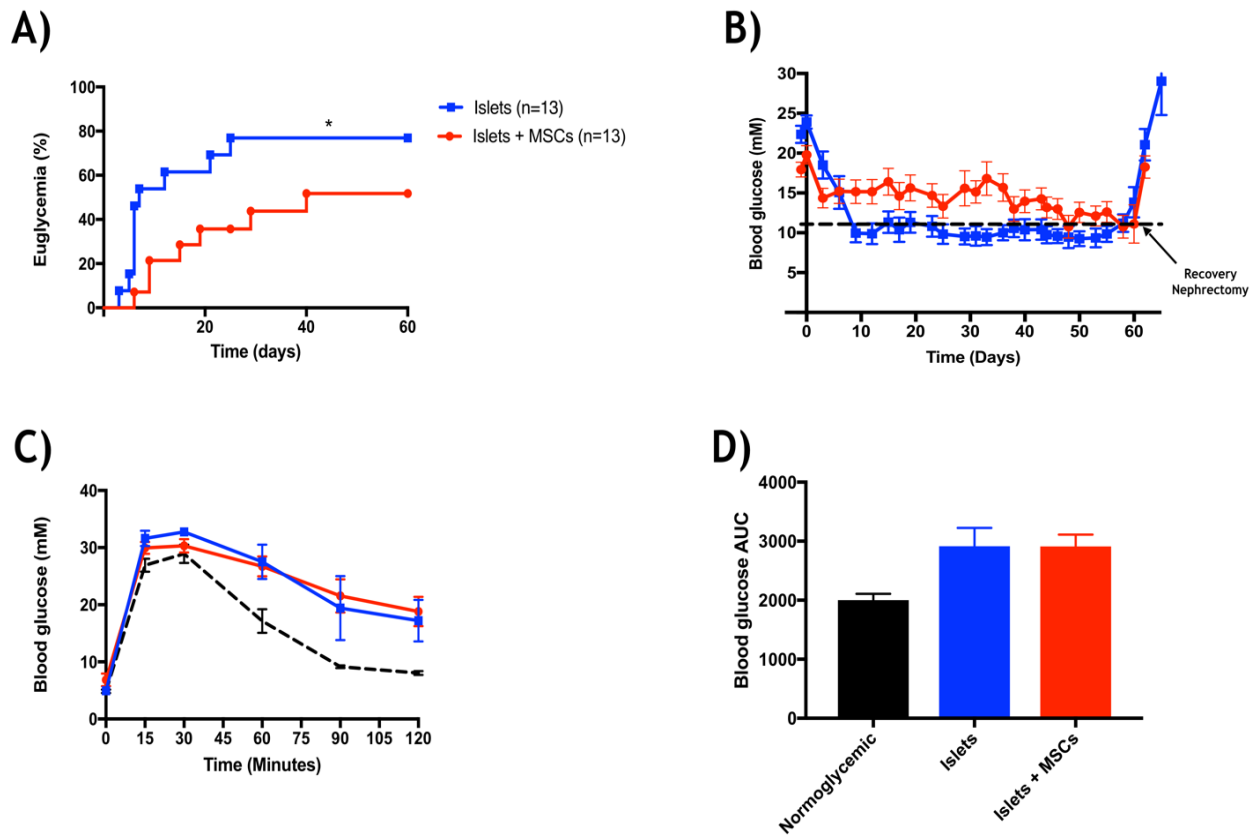 A)
Euglycemia (%)
100
80
60
40
20
0
20
40
60
Time (days)
*
Islets (n=13)
Islets + MSCs (n=13)
B)
Blood glucose (mM)
30
25
20
15
10
5
0
10
20
30
40
50
60
Time (Days)
Recovery
Nephrectomy
C)
Blood glucose (mM)
40
30
20
10
0
0
15
30
45
60
75
90
105
120
Time (Minutes)
D)
Blood glucose AUC
4000
3000
2000
1000
0
Normoglycemic
Islets
Islets + MSCs